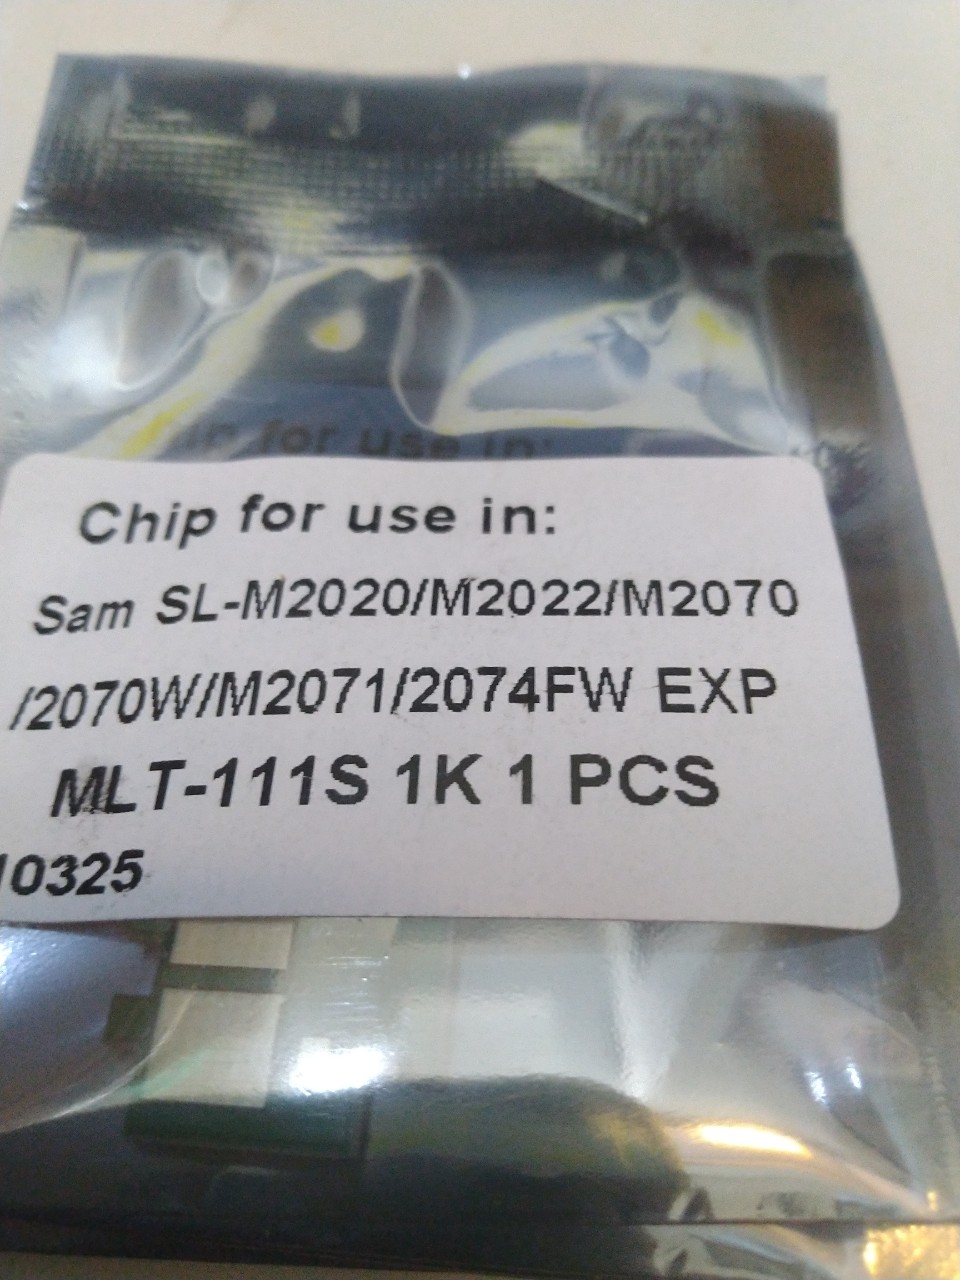 for use in:
Chip for use in:
Sam SL-M2020/M2022/M2070
/2070W/M2071/2074FW EXP
MLT-111S 1K 1 PCS
10325